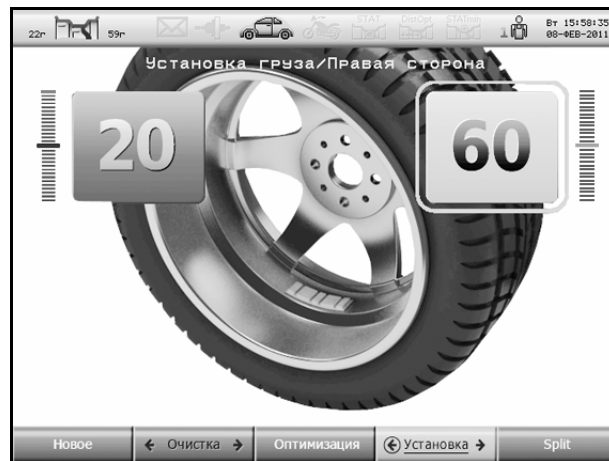 22г 59г STAT DistOpt STATmin 1 Вт 15:58:35
08-ФЕВ-2011
Установка груза/Правая сторона
20 60
Новое Очистка Оптимизация Установка Split